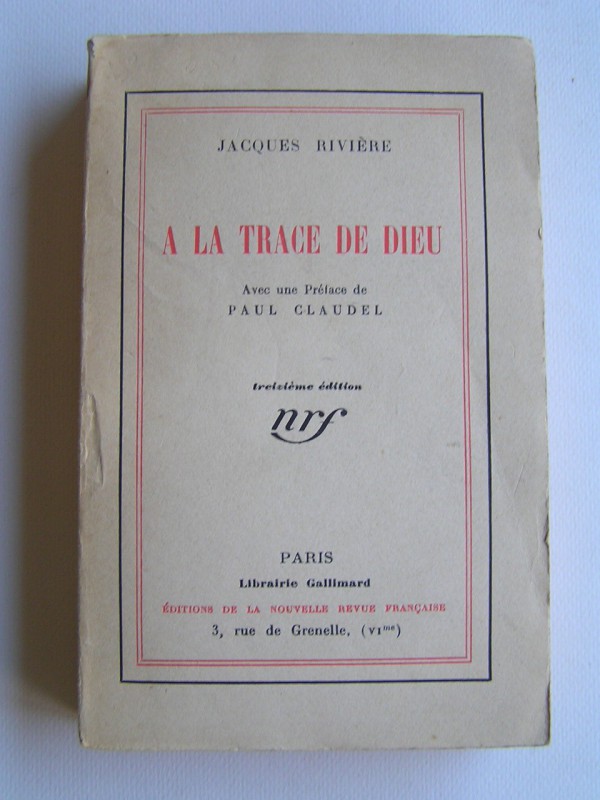 JACQUES RIVIÈRE
A LA TRACE DE DIEU
Avec une Préface de
PAUL CLAUDEL
treizième édition
nrf
PARIS
Librairie Gallimard
ÉDITIONS DE LA NOUVELLE REVUE FRANÇAISE
3, rue de Grenelle, (VIme)